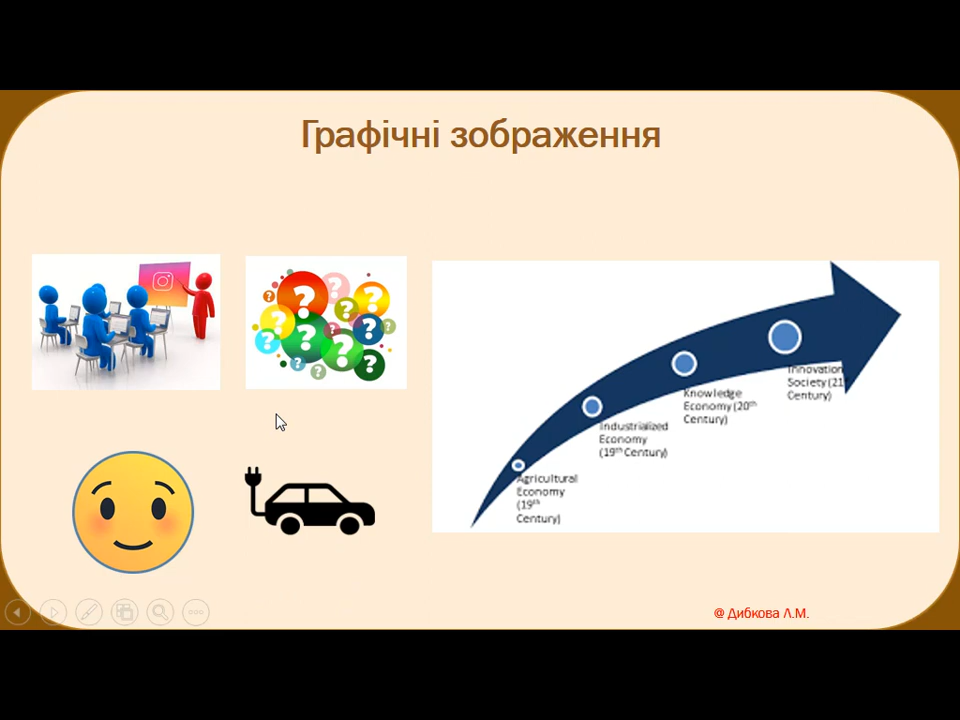 Графічні зображення
Agricultural
Economy
(19th
Century)
Industrialized
Economy
(19th Century)
Knowledge
Economy (20th
Century)
Innovation
Society (21
Century)
@ Дибкова Л.М.